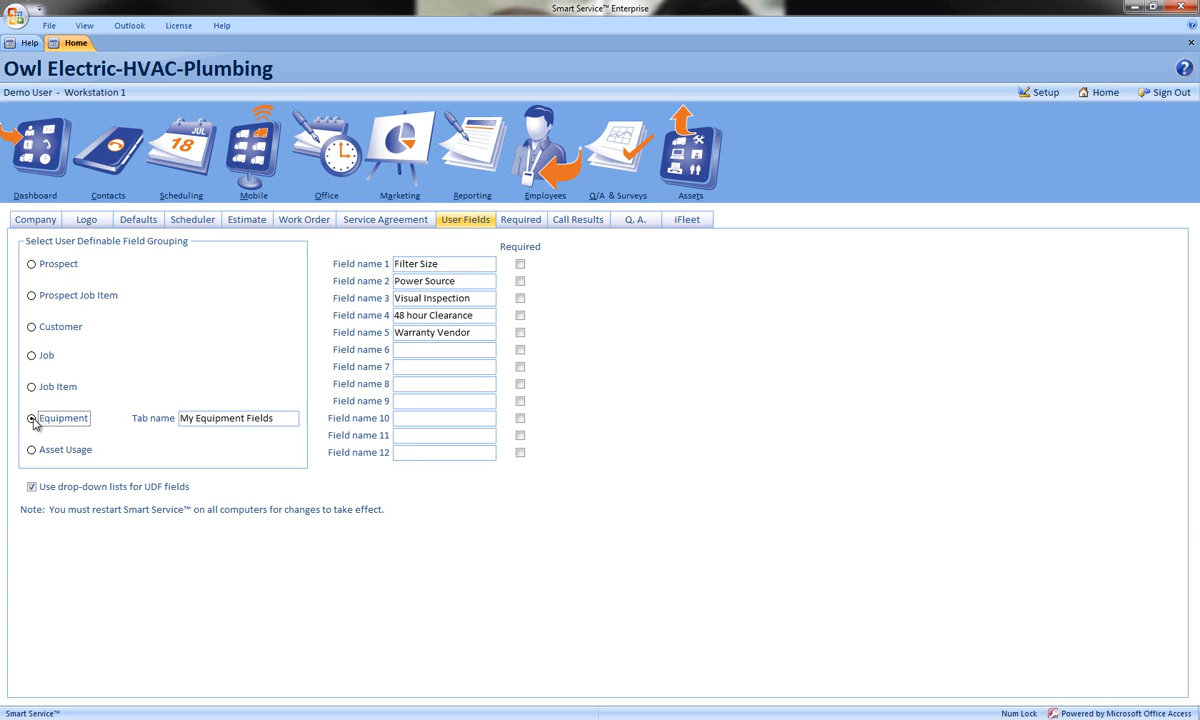 Smart Service™ Enterprise
File View Outlook License Help
Help Home
Owl Electric-HVAC-Plumbing
Demo User - Workstation 1
Setup Home Sign Out
JUL
18
Dashboard Contacts Scheduling Mobile Office Marketing Reporting Employees Q/A & Surveys Assets
Company Logo Defaults Scheduler Estimate Work Order Service Agreement User Fields Required Call Results Q. A. iFleet
Select User Definable Field Grouping
Required
Prospect
Field name 1 Filter Size
Field name 2 Power Source
Prospect Job Item
Field name 3 Visual Inspection
Field name 4 48 hour Clearance
Customer
Field name 5 Warranty Vendor
Field name 6
Job
Field name 7
Field name 8
Job Item
Field name 9
Equipment Tab name My Equipment Fields
Field name 10
Field name 11
Asset Usage
Field name 12
Use drop-down lists for UDF fields
Note: You must restart Smart Service™ on all computers for changes to take effect.
Smart Service™
Num Lock Powered by Microsoft Office Access